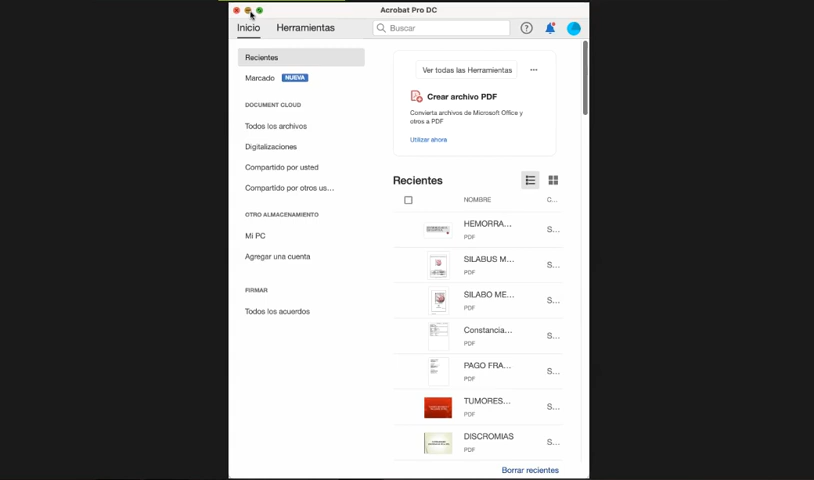 Acrobat Pro DC
Inicio Herramientas Buscar
Recientes
Marcado NUEVA
DOCUMENT CLOUD
Todos los archivos
Digitalizaciones
Compartido por usted
Compartido por otros us...
OTRO ALMACENAMIENTO
Mi PC
Agregar una cuenta
FIRMAR
Todos los acuerdos
Ver todas las Herramientas ...
Crear archivo PDF
Convierta archivos de Microsoft Office y
otros a PDF
Utilizar ahora
Recientes
NOMBRE C...
HEMORRA... S...
PDF
SILABUS M... S...
PDF
SILABO ME... S...
PDF
Constancia... S...
PDF
PAGO FRA... S...
PDF
TUMORES... S...
PDF
DISCROMIAS S...
PDF
Borrar recientes